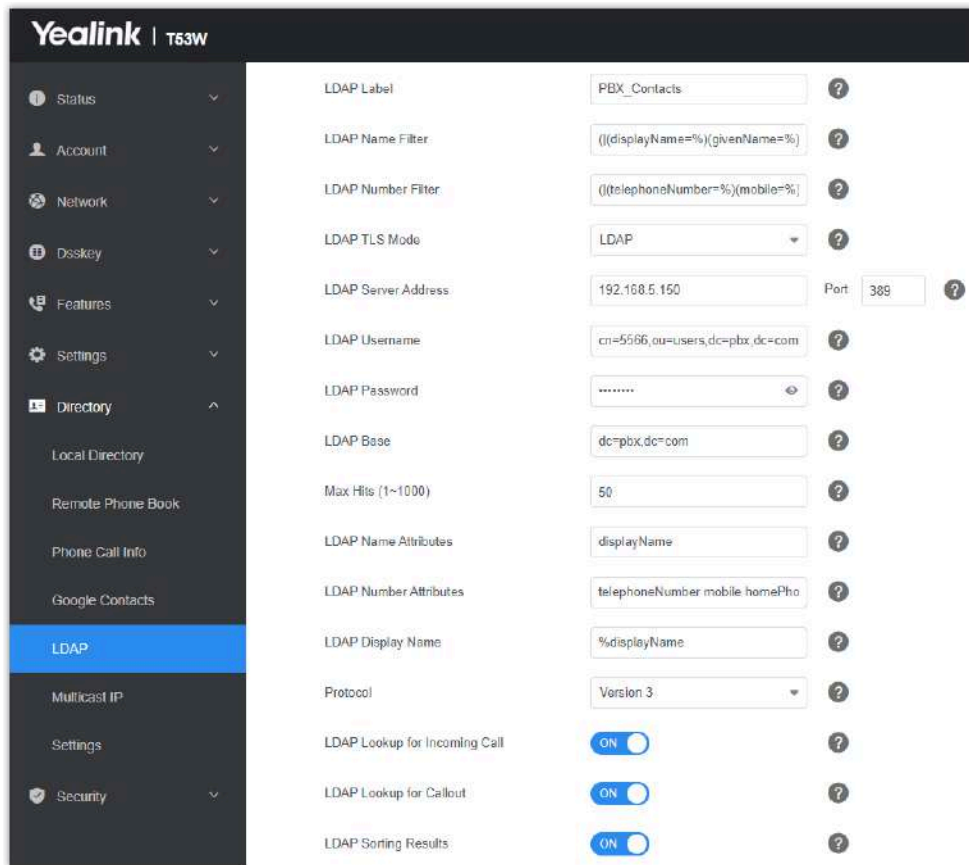 Yealink | T53W
Status
Account
Network
Dsskey
Features
Settings
Directory
Local Directory
Remote Phone Book
Phone Call Info
Google Contacts
LDAP
Multicast IP
Settings
Security
LDAP Label PBX_Contacts
LDAP Name Filter (|(displayName=%)(givenName=%)
LDAP Number Filter (|(telephoneNumber=%)(mobile=%)
LDAP TLS Mode LDAP
LDAP Server Address 192.168.5.150 Port 389
LDAP Username cn=5566,ou=users,dc=pbx,dc=com
LDAP Password ••••••••
LDAP Base dc=pbx,dc=com
Max Hits (1~1000) 50
LDAP Name Attributes displayName
LDAP Number Attributes telephoneNumber mobile homePho
LDAP Display Name %displayName
Protocol Version 3
LDAP Lookup for Incoming Call ON
LDAP Lookup for Callout ON
LDAP Sorting Results ON